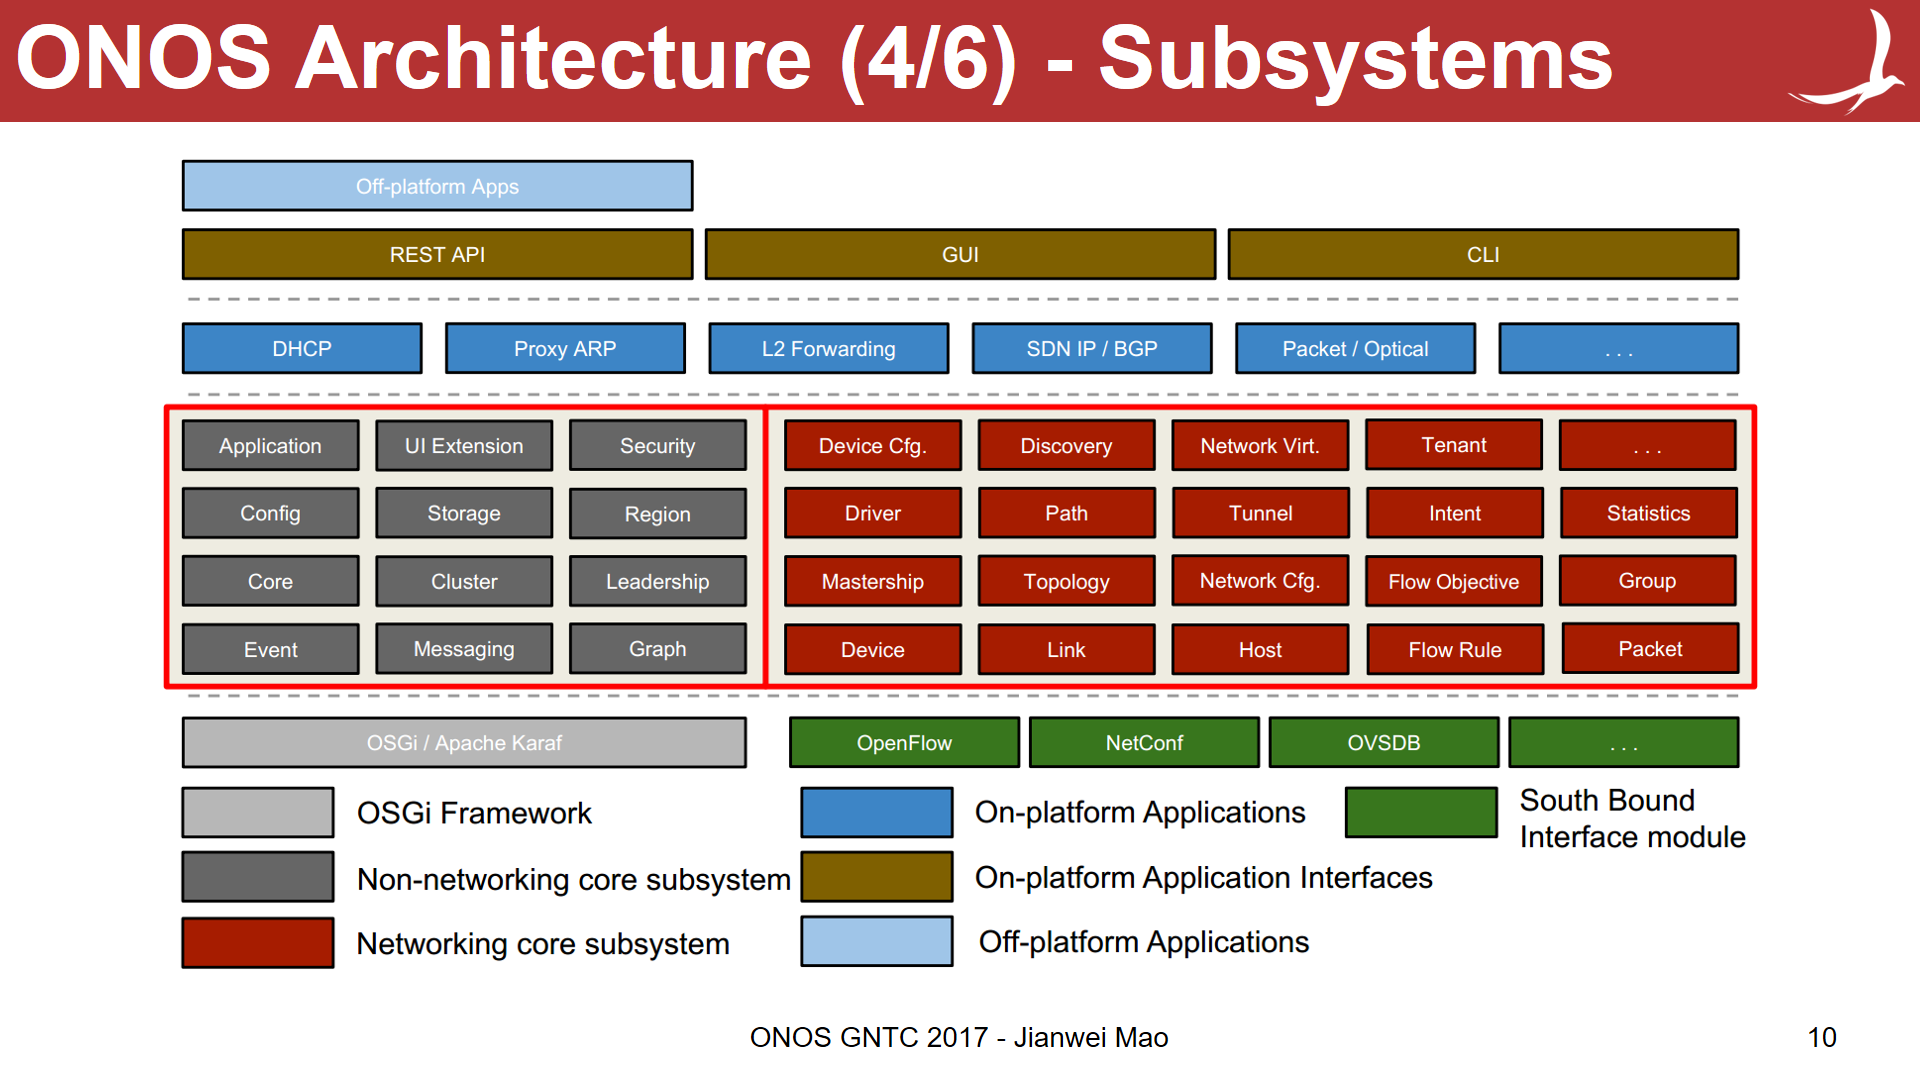 ONOS Architecture (4/6) - Subsystems
Off-platform Apps
REST API
GUI
CLI
DHCP
Proxy ARP
L2 Forwarding
SDN IP / BGP
Packet / Optical
. . .
Application
UI Extension
Security
Device Cfg.
Discovery
Network Virt.
Tenant
. . .
Config
Storage
Region
Driver
Path
Tunnel
Intent
Statistics
Core
Cluster
Leadership
Mastership
Topology
Network Cfg.
Flow Objective
Group
Event
Messaging
Graph
Device
Link
Host
Flow Rule
Packet
OSGi / Apache Karaf
OpenFlow
NetConf
OVSDB
. . .
OSGi Framework
On-platform Applications
South Bound
Interface module
Non-networking core subsystem
On-platform Application Interfaces
Networking core subsystem
Off-platform Applications
ONOS GNTC 2017 - Jianwei Mao
10